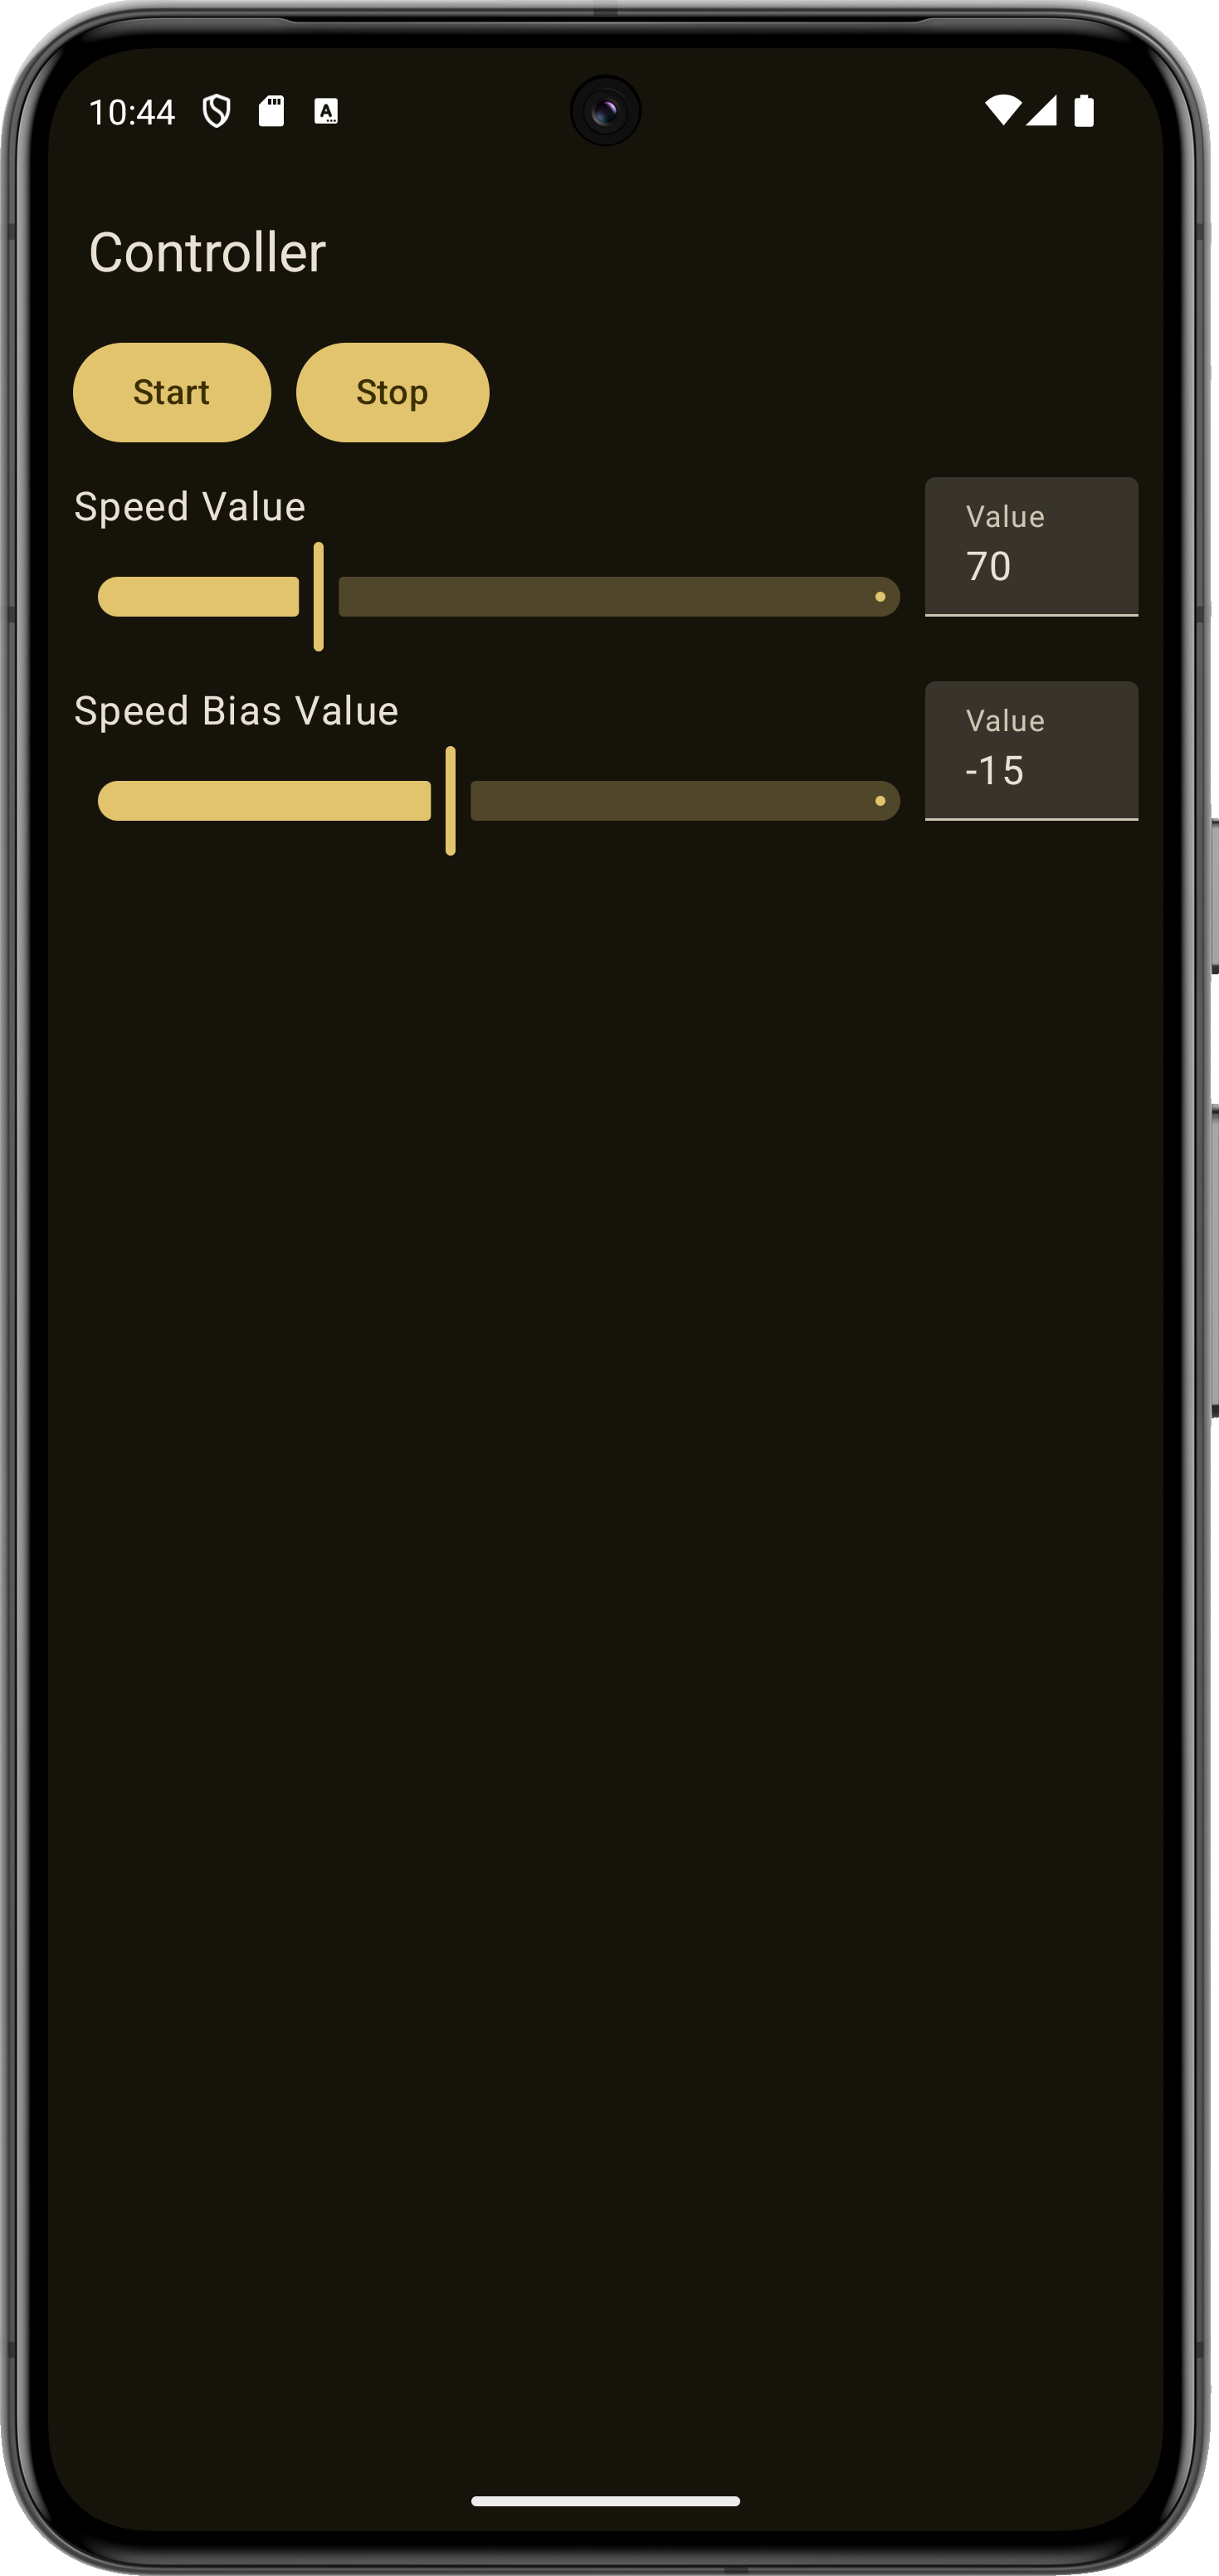 10:44
Controller
Start Stop
Speed Value
Value
70
Speed Bias Value
Value
-15